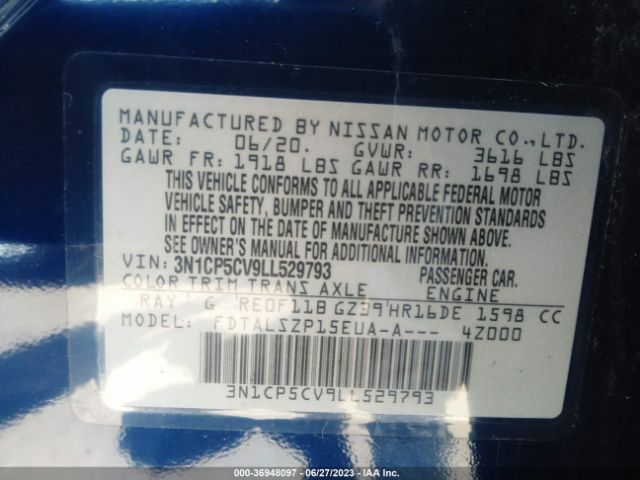 MANUFACTURED BY NISSAN MOTOR CO., LTD.
DATE: 06/20. GVWR: 3616 LBS
GAWR FR: 1918 LBS GAWR RR: 1698 LBS
THIS VEHICLE CONFORMS TO ALL APPLICABLE FEDERAL MOTOR
VEHICLE SAFETY, BUMPER AND THEFT PREVENTION STANDARDS
IN EFFECT ON THE DATE OF MANUFACTURE SHOWN ABOVE.
SEE OWNER'S MANUAL FOR ADDITIONAL INFORMATION.
VIN: 3N1CP5CV9LL529793 PASSENGER CAR.
COLOR TRIM TRANS AXLE ENGINE
RAY G RE0F11B GZ39 HR16DE 1598 CC
MODEL: FDTALSZP15EUA-A--- 4Z000
3N1CP5CV9LL529793
000-36948097 - 06/27/2023 - IAA Inc.